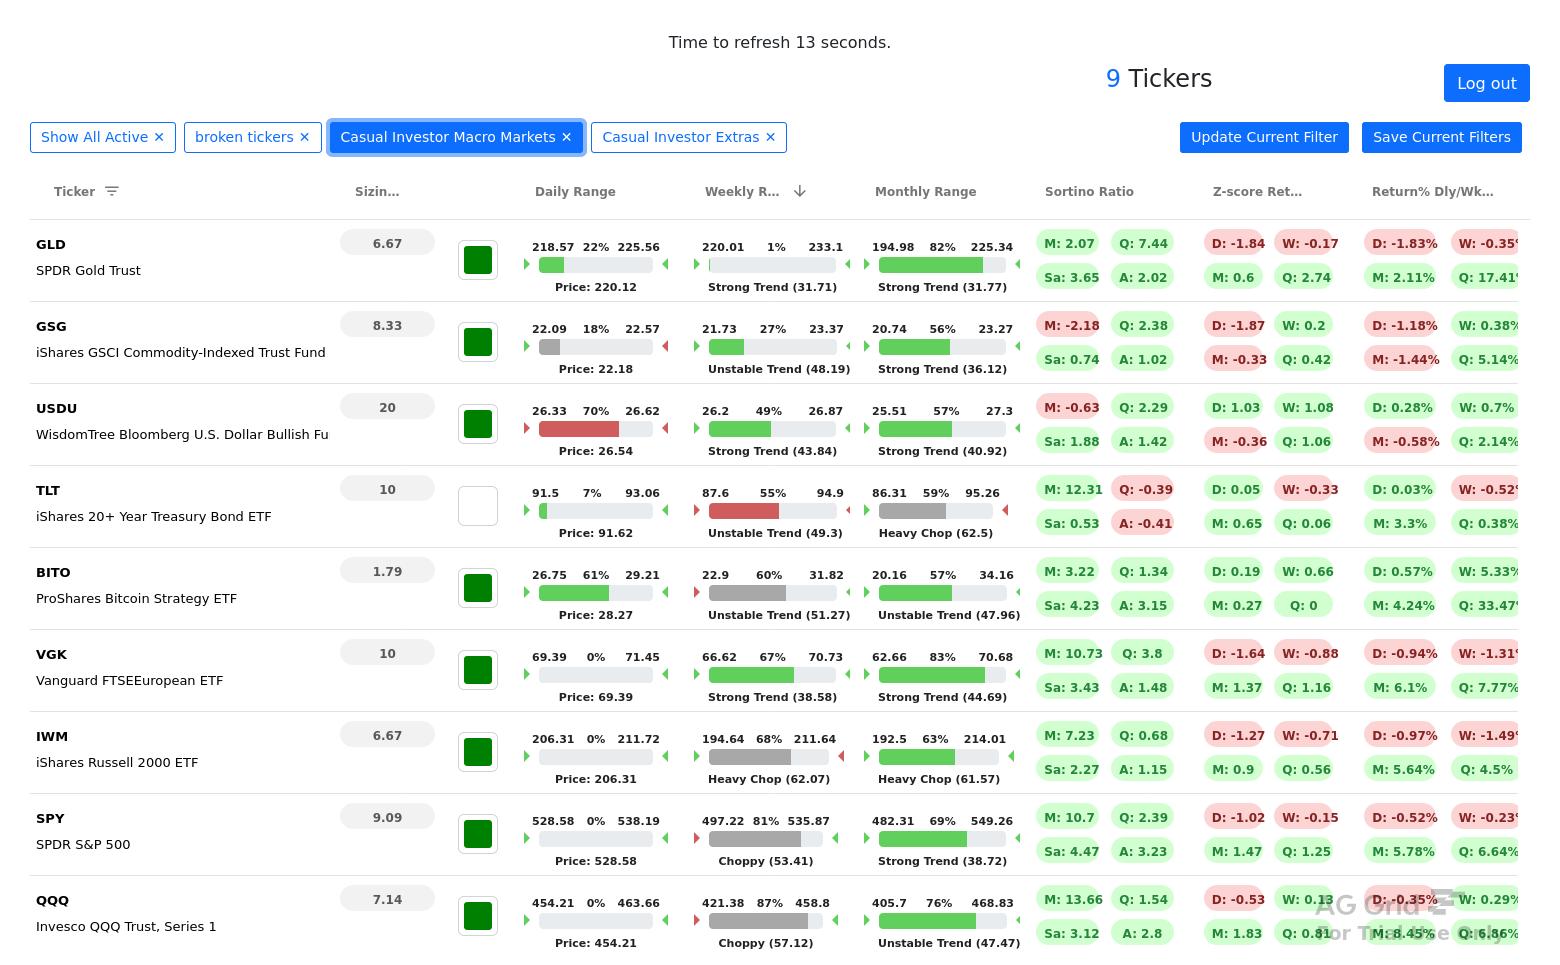 Time to refresh 13 seconds.
9 Tickers
Log out
Show All Active ✕ broken tickers ✕ Casual Investor Macro Markets ✕ Casual Investor Extras ✕ Update Current Filter Save Current Filters
Ticker Sizin... Daily Range Weekly R... Monthly Range Sortino Ratio Z-score Ret... Return% Dly/Wk...
GLD 6.67 218.57 22% 225.56 220.01 1% 233.1 194.98 82% 225.34 M: 2.07 Q: 7.44 D: -1.84 W: -0.17 D: -1.83% W: -0.35%
SPDR Gold Trust Sa: 3.65 A: 2.02 M: 0.6 Q: 2.74 M: 2.11% Q: 17.41%
Price: 220.12 Strong Trend (31.71) Strong Trend (31.77)
GSG 8.33 22.09 18% 22.57 21.73 27% 23.37 20.74 56% 23.27 M: -2.18 Q: 2.38 D: -1.87 W: 0.2 D: -1.18% W: 0.38%
iShares GSCI Commodity-Indexed Trust Fund Sa: 0.74 A: 1.02 M: -0.33 Q: 0.42 M: -1.44% Q: 5.14%
Price: 22.18 Unstable Trend (48.19) Strong Trend (36.12)
USDU 20 26.33 70% 26.62 26.2 49% 26.87 25.51 57% 27.3 M: -0.63 Q: 2.29 D: 1.03 W: 1.08 D: 0.28% W: 0.7%
WisdomTree Bloomberg U.S. Dollar Bullish Fu Sa: 1.88 A: 1.42 M: -0.36 Q: 1.06 M: -0.58% Q: 2.14%
Price: 26.54 Strong Trend (43.84) Strong Trend (40.92)
TLT 10 91.5 7% 93.06 87.6 55% 94.9 86.31 59% 95.26 M: 12.31 Q: -0.39 D: 0.05 W: -0.33 D: 0.03% W: -0.52%
iShares 20+ Year Treasury Bond ETF Sa: 0.53 A: -0.41 M: 0.65 Q: 0.06 M: 3.3% Q: 0.38%
Price: 91.62 Unstable Trend (49.3) Heavy Chop (62.5)
BITO 1.79 26.75 61% 29.21 22.9 60% 31.82 20.16 57% 34.16 M: 3.22 Q: 1.34 D: 0.19 W: 0.66 D: 0.57% W: 5.33%
ProShares Bitcoin Strategy ETF Sa: 4.23 A: 3.15 M: 0.27 Q: 0 M: 4.24% Q: 33.47%
Price: 28.27 Unstable Trend (51.27) Unstable Trend (47.96)
VGK 10 69.39 0% 71.45 66.62 67% 70.73 62.66 83% 70.68 M: 10.73 Q: 3.8 D: -1.64 W: -0.88 D: -0.94% W: -1.31%
Vanguard FTSEEuropean ETF Sa: 3.43 A: 1.48 M: 1.37 Q: 1.16 M: 6.1% Q: 7.77%
Price: 69.39 Strong Trend (38.58) Strong Trend (44.69)
IWM 6.67 206.31 0% 211.72 194.64 68% 211.64 192.5 63% 214.01 M: 7.23 Q: 0.68 D: -1.27 W: -0.71 D: -0.97% W: -1.49%
iShares Russell 2000 ETF Sa: 2.27 A: 1.15 M: 0.9 Q: 0.56 M: 5.64% Q: 4.5%
Price: 206.31 Heavy Chop (62.07) Heavy Chop (61.57)
SPY 9.09 528.58 0% 538.19 497.22 81% 535.87 482.31 69% 549.26 M: 10.7 Q: 2.39 D: -1.02 W: -0.15 D: -0.52% W: -0.23%
SPDR S&P 500 Sa: 4.47 A: 3.23 M: 1.47 Q: 1.25 M: 5.78% Q: 6.64%
Price: 528.58 Choppy (53.41) Strong Trend (38.72)
QQQ 7.14 454.21 0% 463.66 421.38 87% 458.8 405.7 76% 468.83 M: 13.66 Q: 1.54 D: -0.53 W: 0.13 D: -0.35% W: 0.29%
Invesco QQQ Trust, Series 1 Sa: 3.12 A: 2.8 M: 1.83 Q: 0.81 M: 8.45% Q: 6.86%
Price: 454.21 Choppy (57.12) Unstable Trend (47.47)
AG Grid
For Trial Use Only